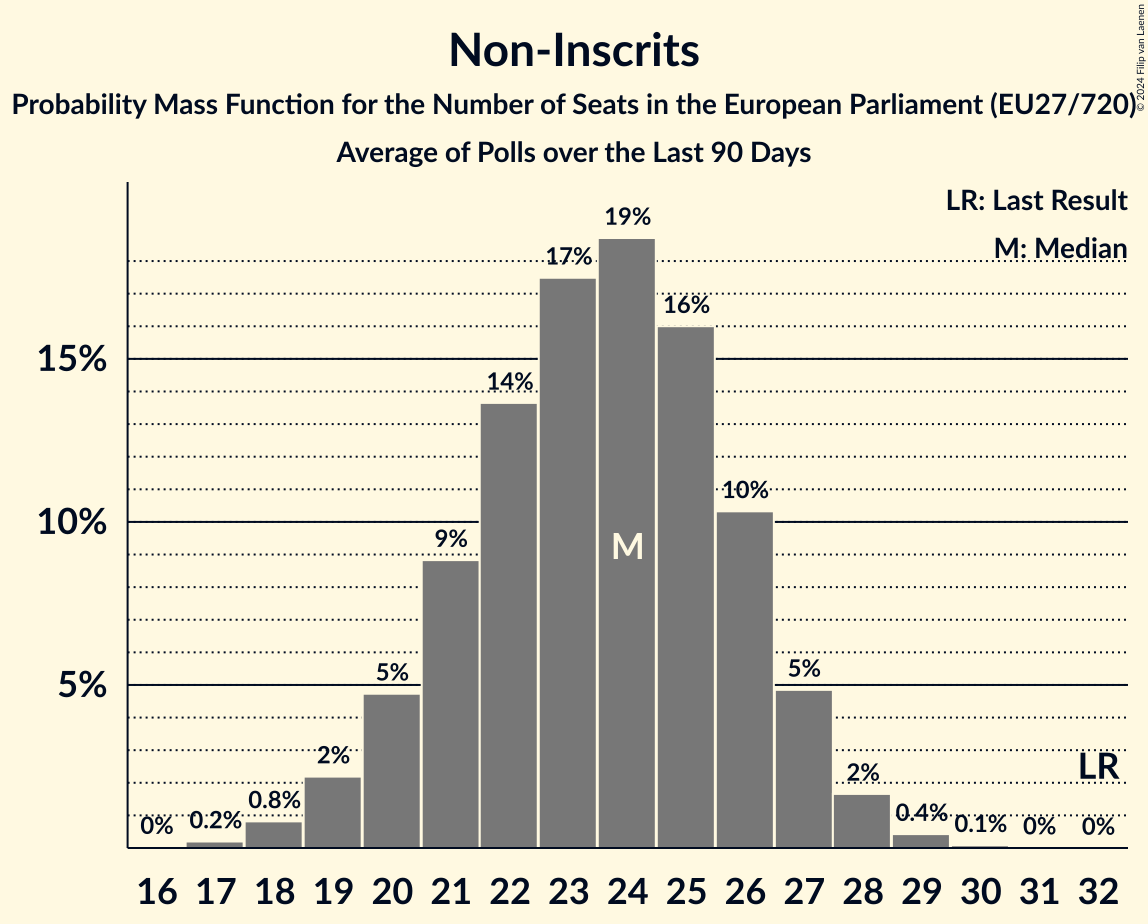 Non-Inscrits
Probability Mass Function for the Number of Seats in the European Parliament (EU27/720)
Average of Polls over the Last 90 Days
© 2024 Filip van Laenen
LR: Last Result
M: Median
15%
10%
5%
0%
0.2%
0.8%
2%
5%
9%
14%
17%
19%
16%
10%
5%
2%
0.4%
0.1%
0%
0%
M
LR
16 17 18 19 20 21 22 23 24 25 26 27 28 29 30 31 32